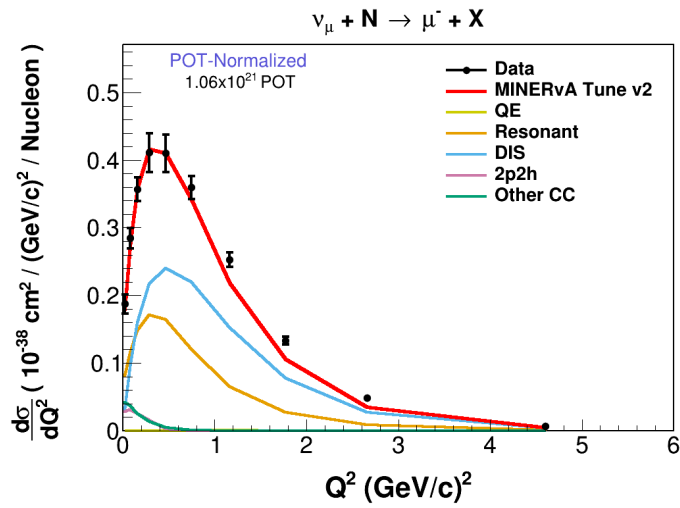 ν_μ + N → μ⁻ + X
POT-Normalized
1.06x10²¹ POT
Data
MINERvA Tune v2
QE
Resonant
DIS
2p2h
Other CC
dσ/dQ² ( 10⁻³⁸ cm² / (GeV/c)² / Nucleon )
0.5
0.4
0.3
0.2
0.1
0
0 1 2 3 4 5 6
Q² (GeV/c)²